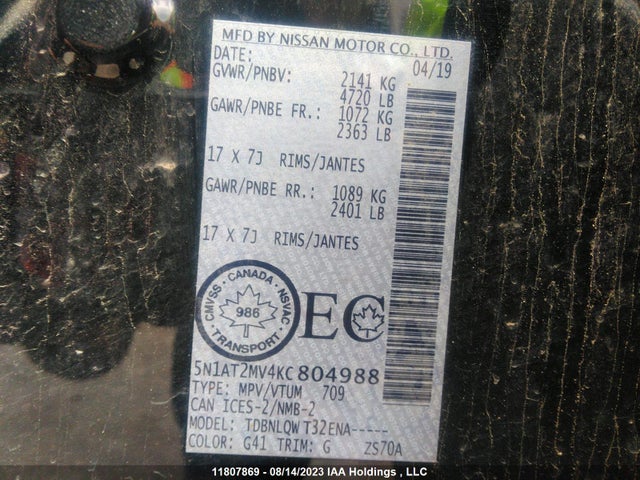 MFD BY NISSAN MOTOR CO., LTD.
DATE: 04/19
GVWR/PNBV: 2141 KG
4720 LB
GAWR/PNBE FR.: 1072 KG
2363 LB
17 X 7J RIMS/JANTES
GAWR/PNBE RR.: 1089 KG
2401 LB
17 X 7J RIMS/JANTES
CMVSS · CANADA · NSVAC
986
· TRANSPORT ·
EC
5N1AT2MV4KC804988
TYPE: MPV/VTUM 709
CAN ICES-2/NMB-2
MODEL: TDBNLQW T32ENA-----
COLOR: G41 TRIM: G ZS70A
11807869 - 08/14/2023 IAA Holdings , LLC